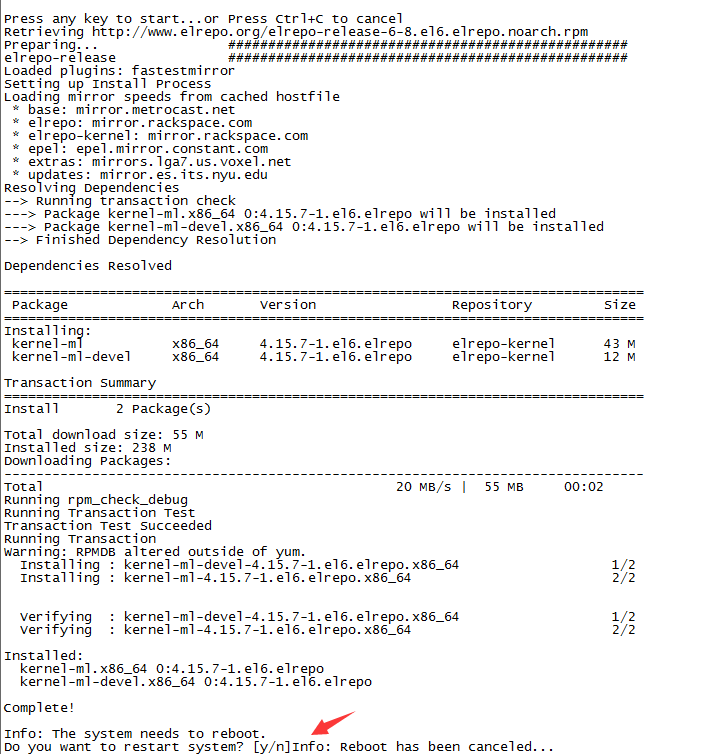 Press any key to start...or Press Ctrl+C to cancel
Retrieving http://www.elrepo.org/elrepo-release-6-8.el6.elrepo.noarch.rpm
Preparing... ##################################################
elrepo-release ##################################################
Loaded plugins: fastestmirror
Setting up Install Process
Loading mirror speeds from cached hostfile
* base: mirror.metrocast.net
* elrepo: mirror.rackspace.com
* elrepo-kernel: mirror.rackspace.com
* epel: epel.mirror.constant.com
* extras: mirrors.lga7.us.voxel.net
* updates: mirror.es.its.nyu.edu
Resolving Dependencies
--> Running transaction check
---> Package kernel-ml.x86_64 0:4.15.7-1.el6.elrepo will be installed
---> Package kernel-ml-devel.x86_64 0:4.15.7-1.el6.elrepo will be installed
--> Finished Dependency Resolution
Dependencies Resolved
================================================================================
Package Arch Version Repository Size
================================================================================
Installing:
kernel-ml x86_64 4.15.7-1.el6.elrepo elrepo-kernel 43 M
kernel-ml-devel x86_64 4.15.7-1.el6.elrepo elrepo-kernel 12 M
Transaction Summary
================================================================================
Install 2 Package(s)
Total download size: 55 M
Installed size: 238 M
Downloading Packages:
--------------------------------------------------------------------------------
Total 20 MB/s | 55 MB 00:02
Running rpm_check_debug
Running Transaction Test
Transaction Test Succeeded
Running Transaction
Warning: RPMDB altered outside of yum.
Installing : kernel-ml-devel-4.15.7-1.el6.elrepo.x86_64 1/2
Installing : kernel-ml-4.15.7-1.el6.elrepo.x86_64 2/2
Verifying : kernel-ml-devel-4.15.7-1.el6.elrepo.x86_64 1/2
Verifying : kernel-ml-4.15.7-1.el6.elrepo.x86_64 2/2
Installed:
kernel-ml.x86_64 0:4.15.7-1.el6.elrepo
kernel-ml-devel.x86_64 0:4.15.7-1.el6.elrepo
Complete!
Info: The system needs to reboot.
Do you want to restart system? [y/n]Info: Reboot has been canceled...